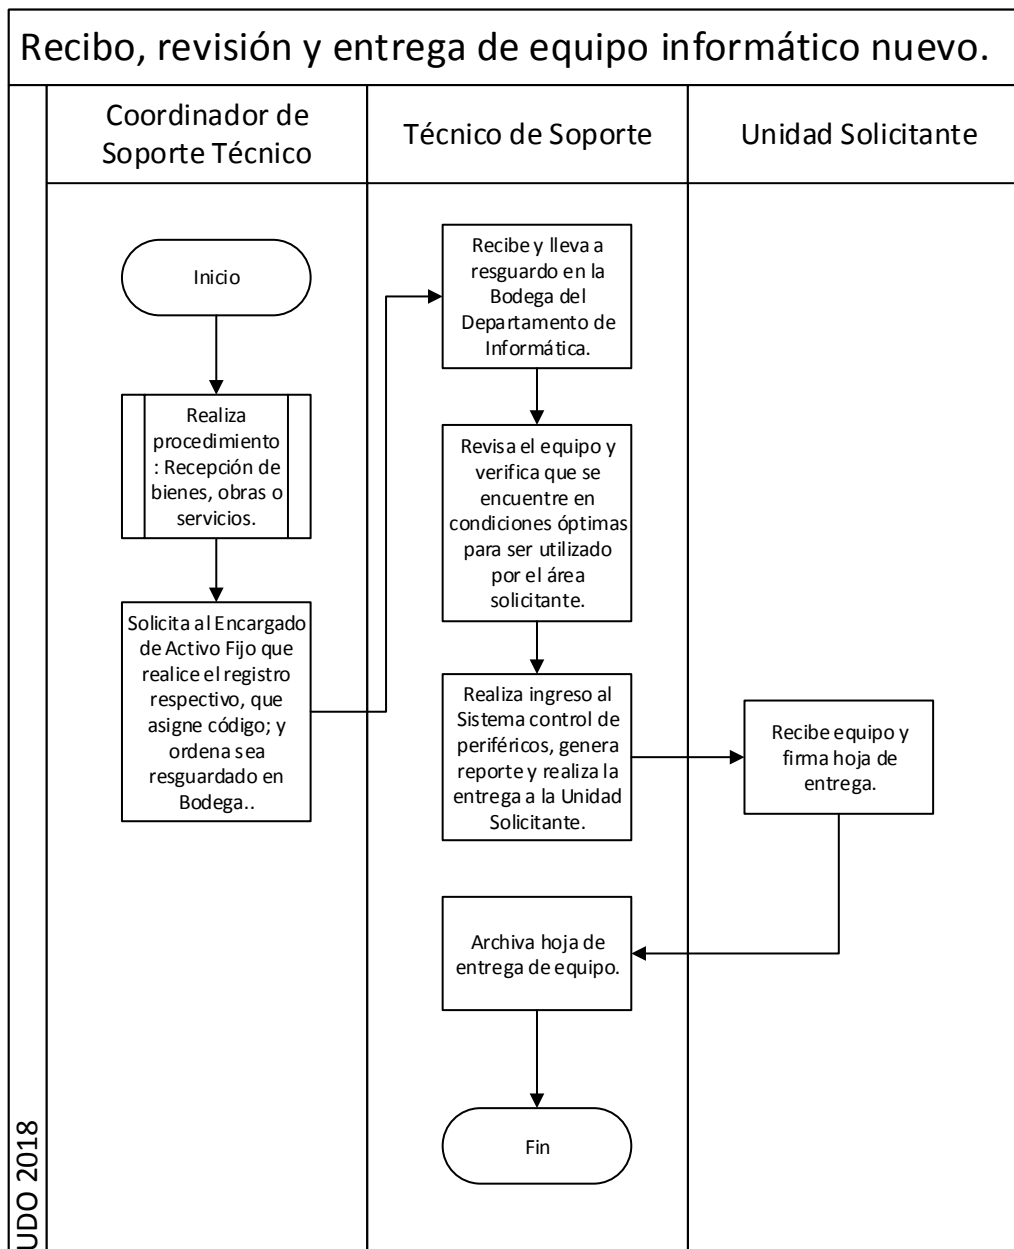 Recibo, revisión y entrega de equipo informático nuevo.
Coordinador de
Soporte Técnico
Técnico de Soporte
Unidad Solicitante
Inicio
Realiza
procedimiento
: Recepción de
bienes, obras o
servicios.
Solicita al Encargado
de Activo Fijo que
realice el registro
respectivo, que
asigne código; y
ordena sea
resguardado en
Bodega..
Recibe y lleva a
resguardo en la
Bodega del
Departamento de
Informática.
Revisa el equipo y
verifica que se
encuentre en
condiciones óptimas
para ser utilizado
por el área
solicitante.
Realiza ingreso al
Sistema control de
periféricos, genera
reporte y realiza la
entrega a la Unidad
Solicitante.
Recibe equipo y
firma hoja de
entrega.
Archiva hoja de
entrega de equipo.
Fin
UDO 2018